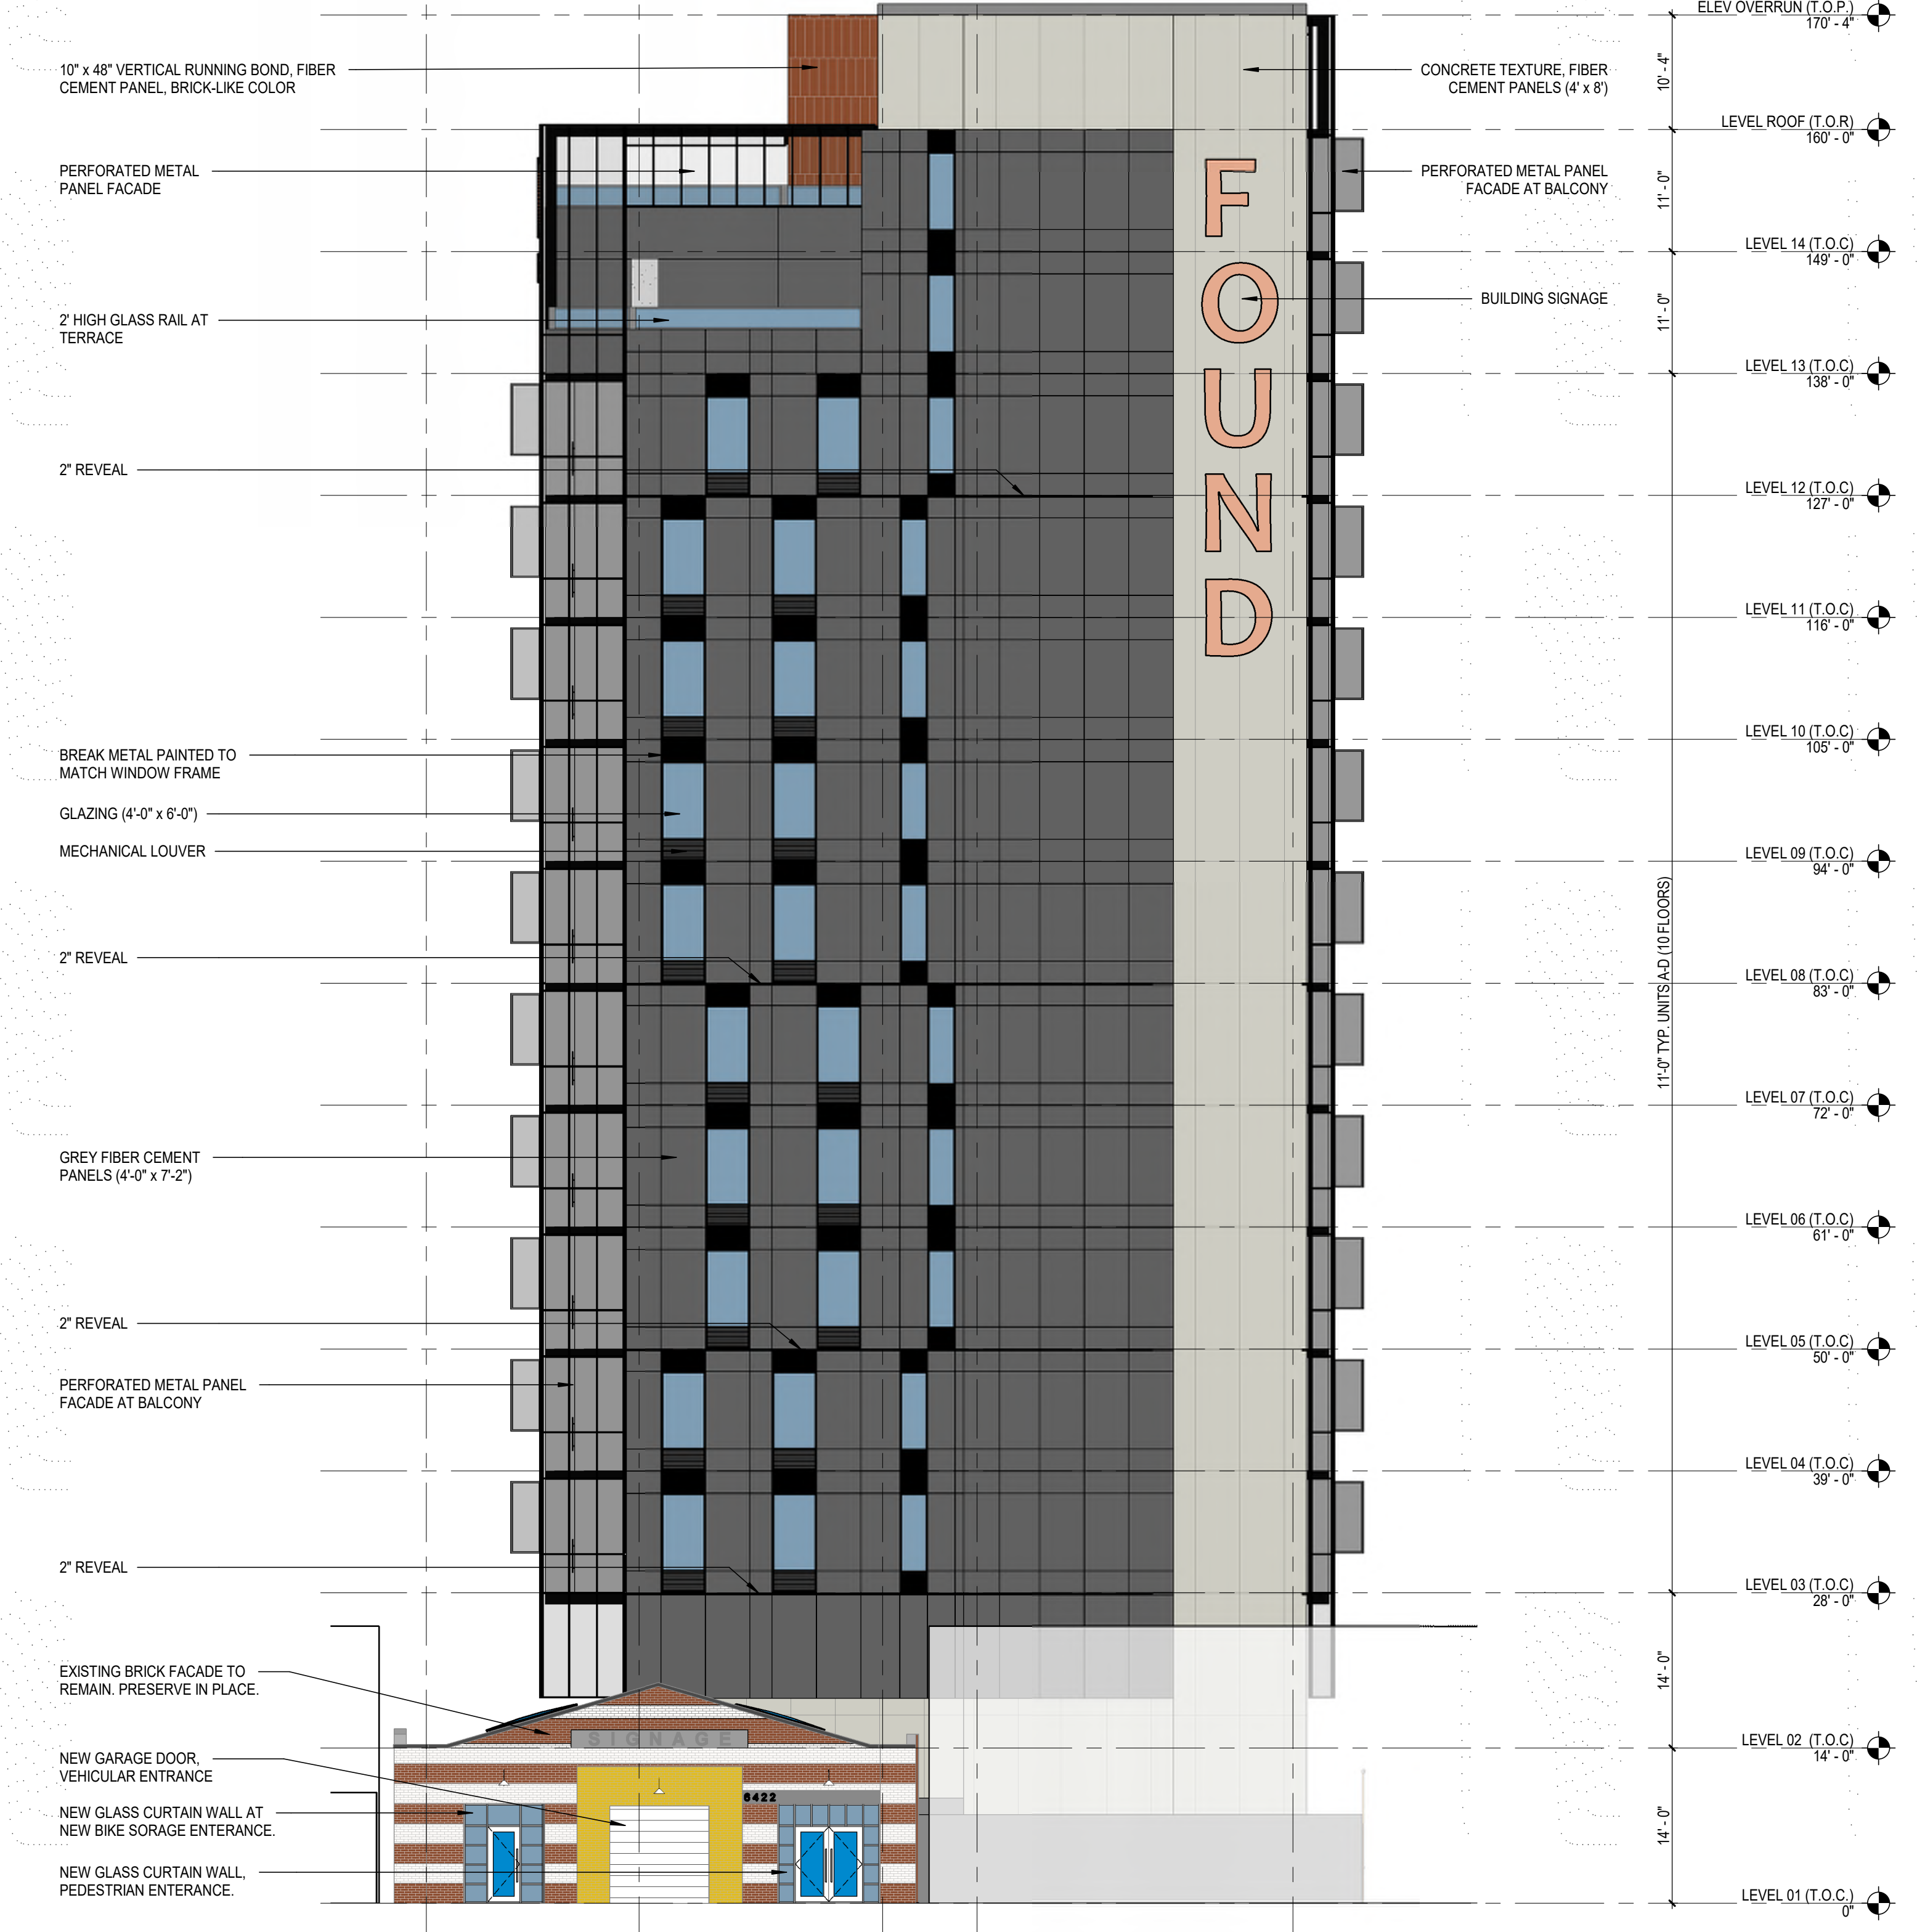 ELEV OVERRUN (T.O.P.)
170' - 4"
10" x 48" VERTICAL RUNNING BOND, FIBER
CEMENT PANEL, BRICK-LIKE COLOR
CONCRETE TEXTURE, FIBER
CEMENT PANELS (4' x 8')
10' - 4"
LEVEL ROOF (T.O.R)
160' - 0"
PERFORATED METAL
PANEL FACADE
PERFORATED METAL PANEL
FACADE AT BALCONY
11' - 0"
LEVEL 14 (T.O.C)
149' - 0"
BUILDING SIGNAGE
11' - 0"
2' HIGH GLASS RAIL AT
TERRACE
LEVEL 13 (T.O.C)
138' - 0"
F
O
U
N
D
2" REVEAL
LEVEL 12 (T.O.C)
127' - 0"
LEVEL 11 (T.O.C)
116' - 0"
LEVEL 10 (T.O.C)
105' - 0"
BREAK METAL PAINTED TO
MATCH WINDOW FRAME
GLAZING (4'-0" x 6'-0")
MECHANICAL LOUVER
LEVEL 09 (T.O.C)
94' - 0"
2" REVEAL
LEVEL 08 (T.O.C)
83' - 0"
11'-0" TYP. UNITS A-D (10 FLOORS)
LEVEL 07 (T.O.C)
72' - 0"
GREY FIBER CEMENT
PANELS (4'-0" x 7'-2")
LEVEL 06 (T.O.C)
61' - 0"
2" REVEAL
LEVEL 05 (T.O.C)
50' - 0"
PERFORATED METAL PANEL
FACADE AT BALCONY
LEVEL 04 (T.O.C)
39' - 0"
2" REVEAL
LEVEL 03 (T.O.C)
28' - 0"
EXISTING BRICK FACADE TO
REMAIN. PRESERVE IN PLACE.
14' - 0"
SIGNAGE
LEVEL 02 (T.O.C)
14' - 0"
NEW GARAGE DOOR,
VEHICULAR ENTRANCE
6422
NEW GLASS CURTAIN WALL AT
NEW BIKE SORAGE ENTERANCE.
14' - 0"
NEW GLASS CURTAIN WALL,
PEDESTRIAN ENTERANCE.
LEVEL 01 (T.O.C.)
0"